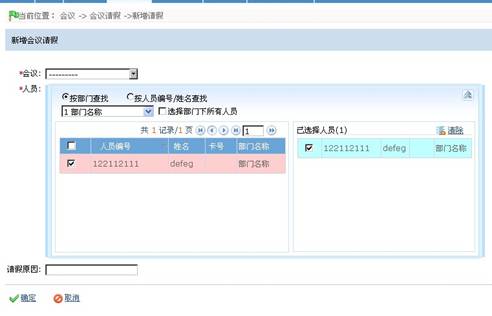 当前位置： 会议 -> 会议请假 ->新增请假
新增会议请假
*会议: ---------
*人员:
按部门查找 按人员编号/姓名查找
1 部门名称 选择部门下所有人员
共 1 记录/1 页 1
人员编号 姓名 卡号 部门名称
122112111 defeg 部门名称
已选择人员(1) 清除
122112111 defeg 部门名称
请假原因:
确定 取消